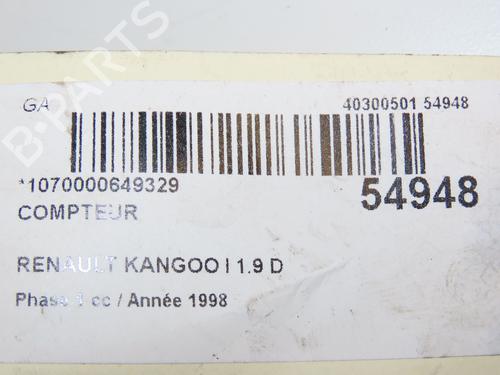 GA
40300501 54948
*1070000649329
54948
COMPTEUR
RENAULT KANGOO I 1.9 D
Phase 1 cc / Année 1998
B-PARTS